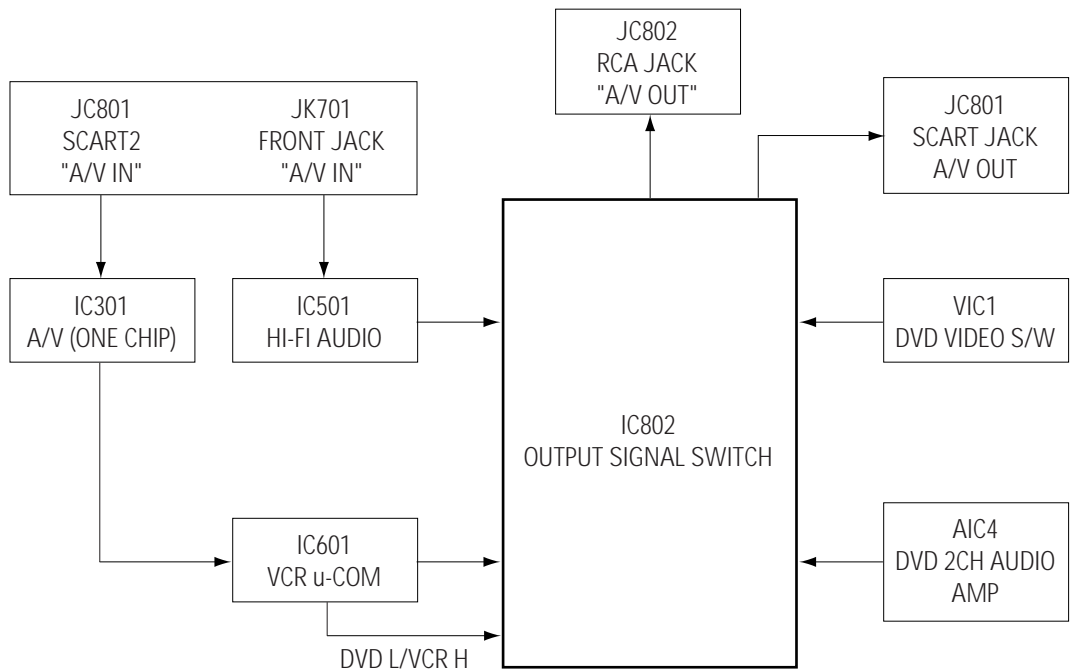 JC802
RCA JACK
"A/V OUT"
JC801
SCART2
"A/V IN"
JK701
FRONT JACK
"A/V IN"
JC801
SCART JACK
A/V OUT
IC301
A/V (ONE CHIP)
IC501
HI-FI AUDIO
VIC1
DVD VIDEO S/W
IC802
OUTPUT SIGNAL SWITCH
IC601
VCR u-COM
AIC4
DVD 2CH AUDIO
AMP
DVD L/VCR H